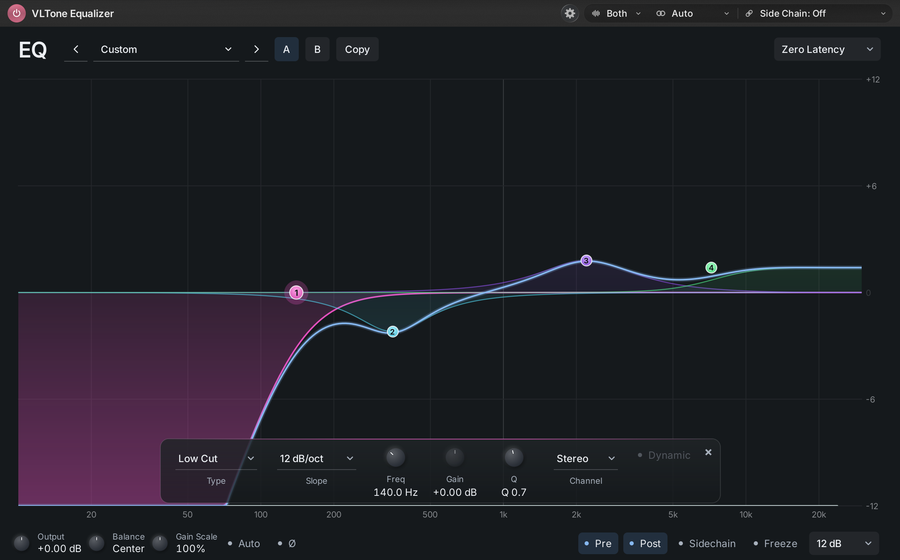 VLTone Equalizer
Both Auto Side Chain: Off
EQ Custom A B Copy Zero Latency
+12
+6
0
-6
-12
1
2
3
4
Low Cut 12 dB/oct Stereo Dynamic ×
Type Slope Freq Gain Q Channel
140.0 Hz +0.00 dB Q 0.7
20 50 100 200 500 1k 2k 5k 10k 20k
Output Balance Gain Scale
+0.00 dB Center 100% Auto Ø Pre Post Sidechain Freeze 12 dB